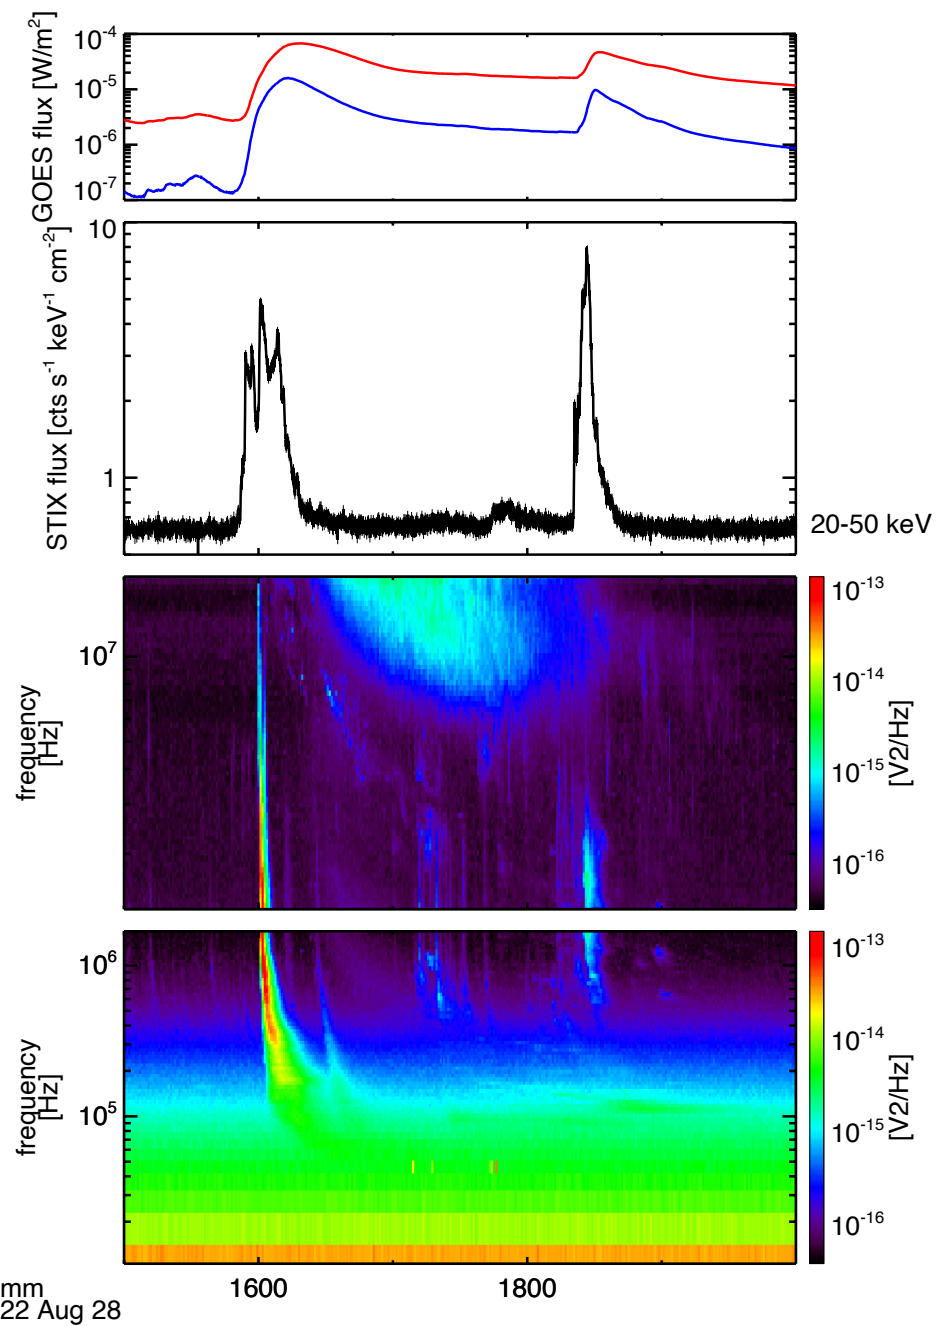 GOES flux [W/m²]
10⁻⁴
10⁻⁵
10⁻⁶
10⁻⁷
STIX flux [cts s⁻¹ keV⁻¹ cm⁻²]
10
1
20-50 keV
frequency
[Hz]
10⁷
10⁻¹³
10⁻¹⁴
10⁻¹⁵
10⁻¹⁶
[V2/Hz]
frequency
[Hz]
10⁶
10⁵
10⁻¹³
10⁻¹⁴
10⁻¹⁵
10⁻¹⁶
[V2/Hz]
mm 1600 1800
22 Aug 28